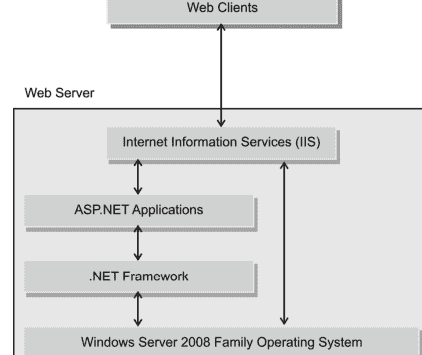 Web Clients
Web Server
Internet Information Services (IIS)
ASP.NET Applications
.NET Framework
Windows Server 2008 Family Operating System